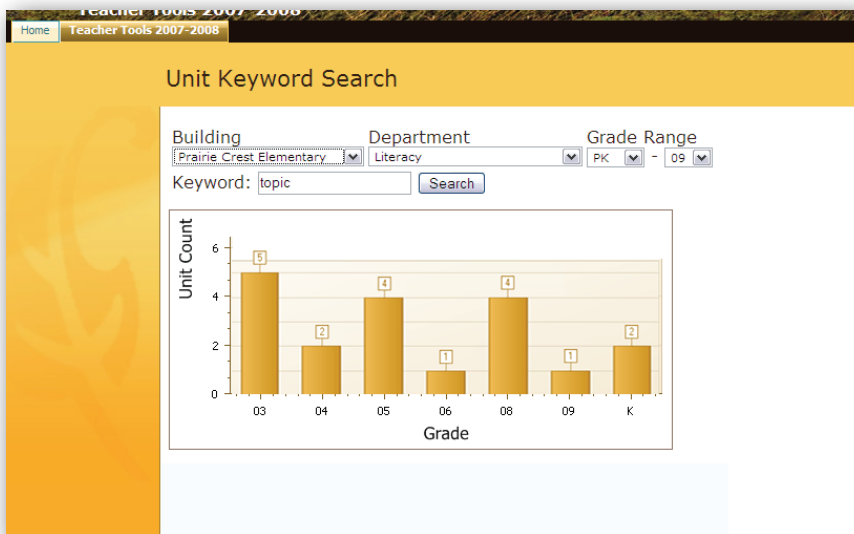 Teacher Tools 2007-2008
Home Teacher Tools 2007-2008
Unit Keyword Search
Building Department Grade Range
Prairie Crest Elementary Literacy PK - 09
Keyword: topic Search
Unit Count
6
4
2
0
5 2 4 1 4 1 2
03 04 05 06 08 09 K
Grade